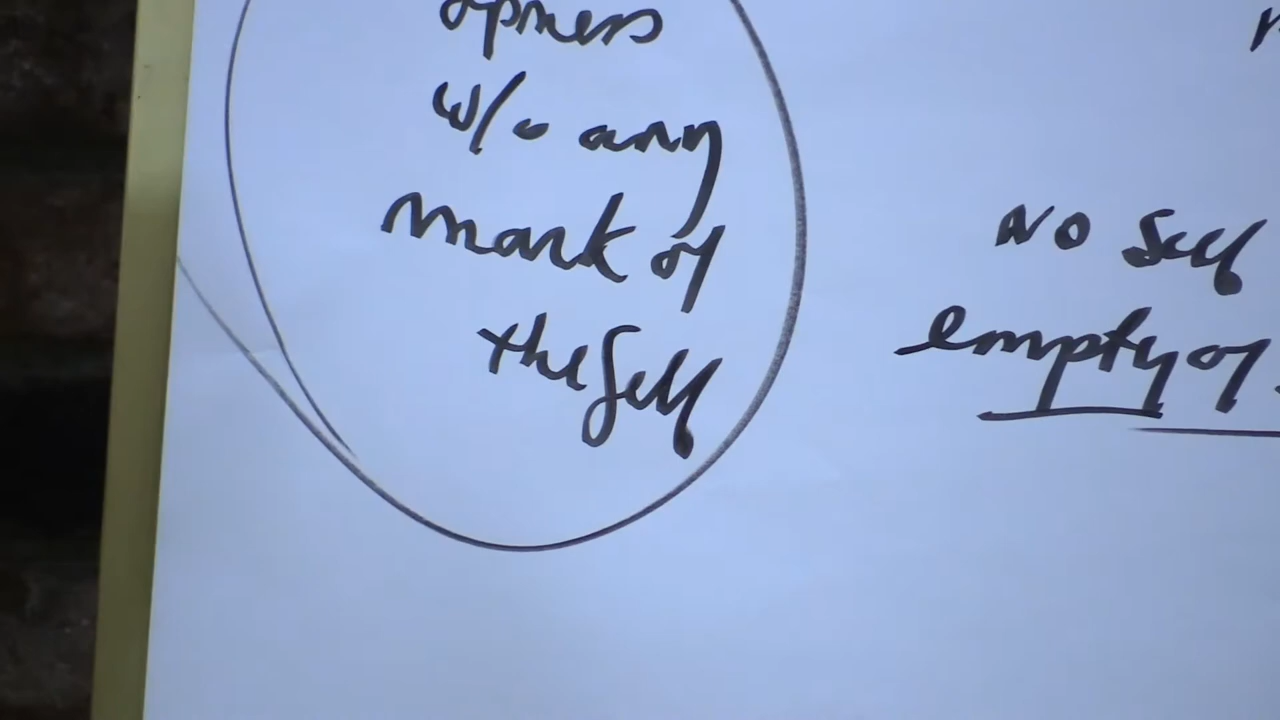 w/o any
mark of
the Self
NO Self
empty of